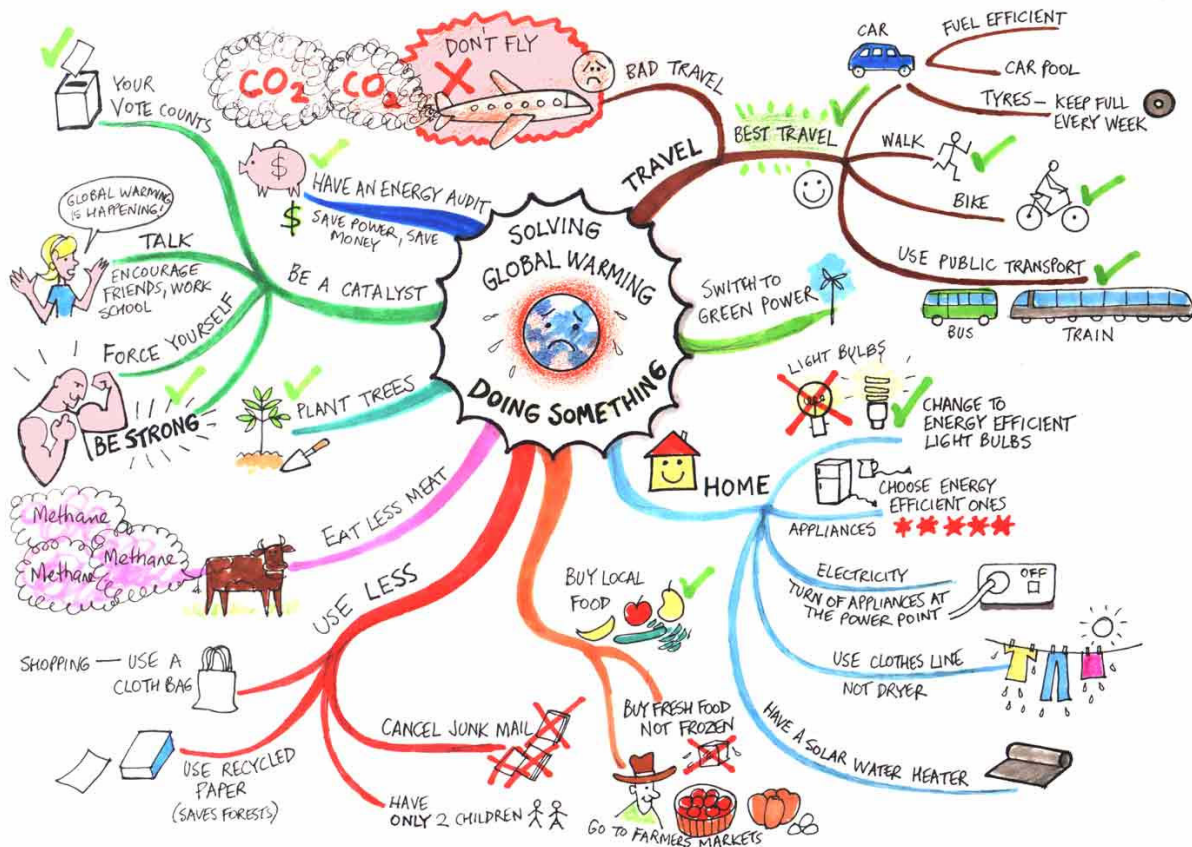 SOLVING
GLOBAL WARMING
DOING SOMETHING
TRAVEL
BAD TRAVEL
DON'T FLY
CO2
CO2
BEST TRAVEL
CAR
FUEL EFFICIENT
CAR POOL
TYRES — KEEP FULL
EVERY WEEK
WALK
BIKE
USE PUBLIC TRANSPORT
BUS
TRAIN
SWITCH TO
GREEN POWER
HOME
LIGHT BULBS
CHANGE TO
ENERGY EFFICIENT
LIGHT BULBS
APPLIANCES
CHOOSE ENERGY
EFFICIENT ONES
ELECTRICITY
TURN OF APPLIANCES AT
THE POWER POINT
OFF
USE CLOTHES LINE
NOT DRYER
HAVE A SOLAR WATER HEATER
BUY LOCAL
FOOD
BUY FRESH FOOD
NOT FROZEN
GO TO FARMERS MARKETS
USE LESS
SHOPPING — USE A
CLOTH BAG
USE RECYCLED
PAPER
(SAVES FORESTS)
CANCEL JUNK MAIL
HAVE
ONLY 2 CHILDREN
EAT LESS MEAT
Methane
Methane
Methane
PLANT TREES
BE A CATALYST
YOUR
VOTE COUNTS
TALK
GLOBAL WARMING
IS HAPPENING!
ENCOURAGE
FRIENDS, WORK
SCHOOL
FORCE YOURSELF
BE STRONG
HAVE AN ENERGY AUDIT
SAVE POWER, SAVE
MONEY
$
$